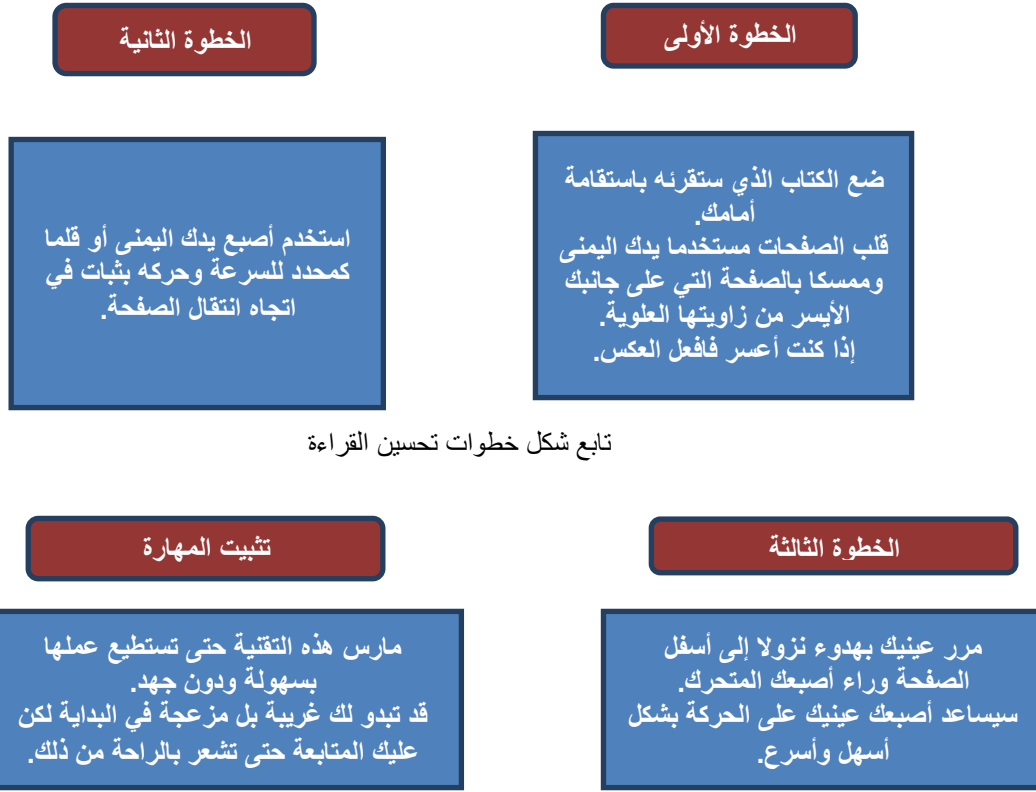 الخطوة الأولى
ضع الكتاب الذي ستقرئه باستقامة
أمامك.
قلب الصفحات مستخدما يدك اليمنى
وممسكا بالصفحة التي على جانبك
الأيسر من زاويتها العلوية.
إذا كنت أعسر فافعل العكس.
الخطوة الثانية
استخدم أصبع يدك اليمنى أو قلما
كمحدد للسرعة وحركه بثبات في
اتجاه انتقال الصفحة.
تابع شكل خطوات تحسين القراءة
الخطوة الثالثة
مرر عينيك بهدوء نزولا إلى أسفل
الصفحة وراء أصبعك المتحرك.
سيساعد أصبعك عينيك على الحركة بشكل
أسهل وأسرع.
تثبيت المهارة
مارس هذه التقنية حتى تستطيع عملها
بسهولة ودون جهد.
قد تبدو لك غريبة بل مزعجة في البداية لكن
عليك المتابعة حتى تشعر بالراحة من ذلك.